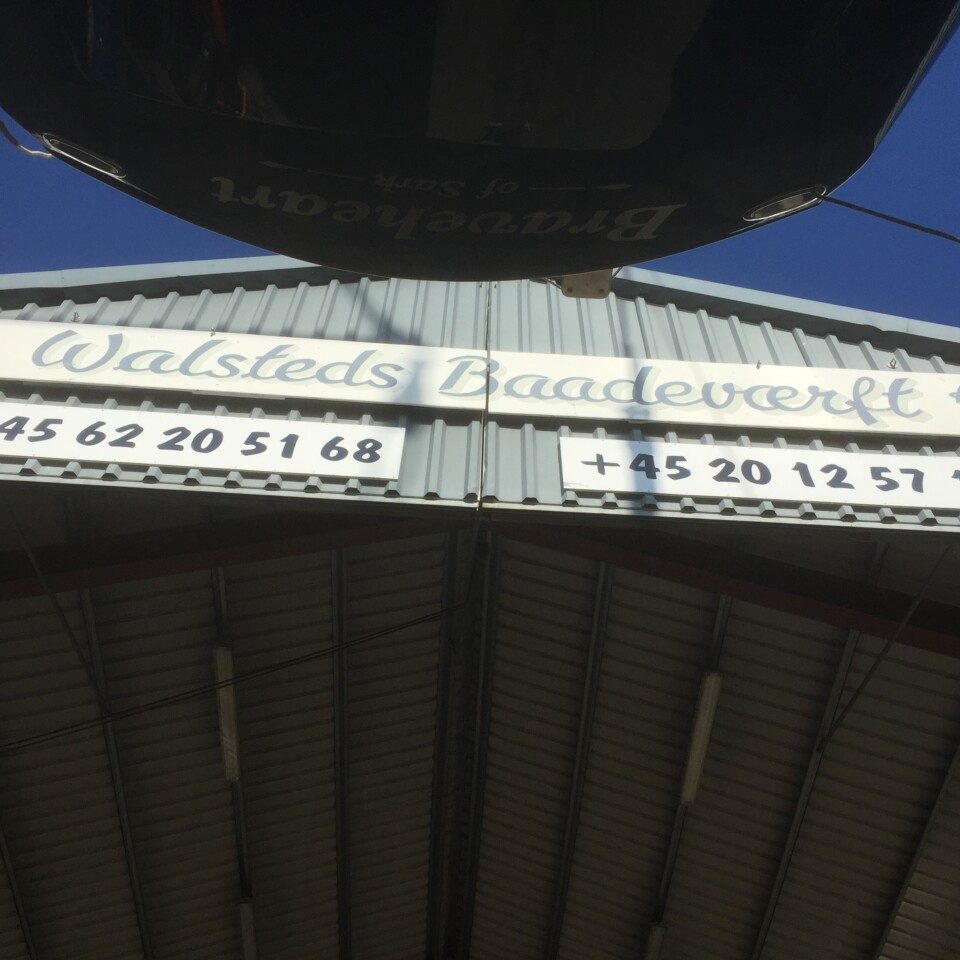 Braveheart
of Sark
Walsteds Baadeværft
45 62 20 51 68
+45 20 12 57